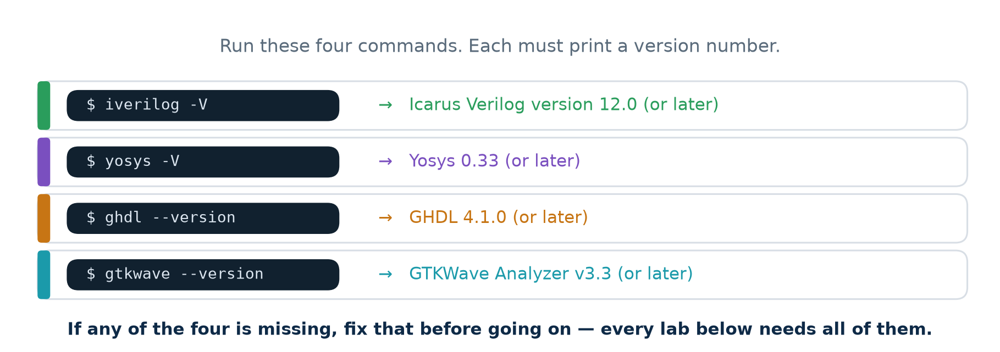 Run these four commands. Each must print a version number.
$ iverilog -V → Icarus Verilog version 12.0 (or later)
$ yosys -V → Yosys 0.33 (or later)
$ ghdl --version → GHDL 4.1.0 (or later)
$ gtkwave --version → GTKWave Analyzer v3.3 (or later)
If any of the four is missing, fix that before going on — every lab below needs all of them.